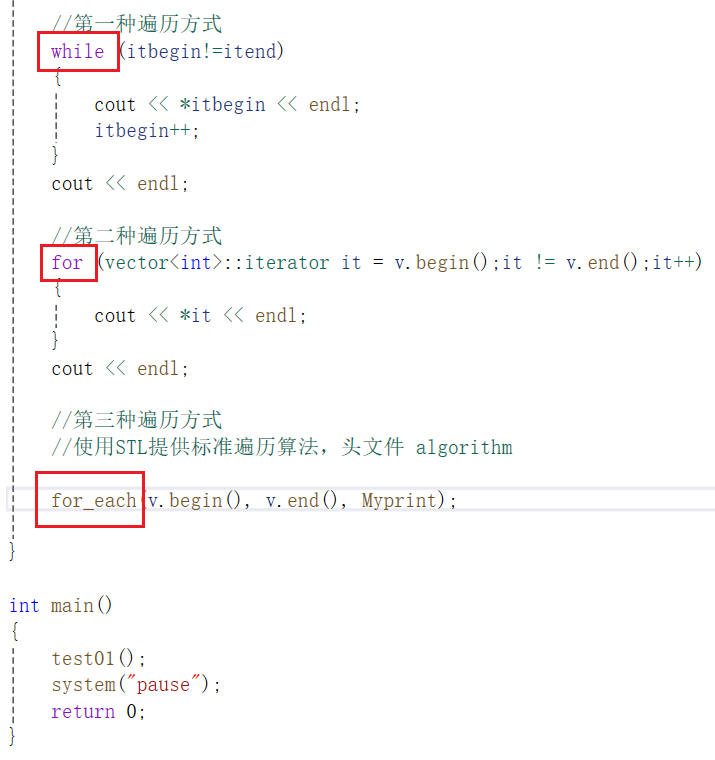 //第一种遍历方式
while (itbegin!=itend)
{
cout << *itbegin << endl;
itbegin++;
}
cout << endl;
//第二种遍历方式
for (vector<int>::iterator it = v.begin();it != v.end();it++)
{
cout << *it << endl;
}
cout << endl;
//第三种遍历方式
//使用STL提供标准遍历算法，头文件 algorithm
for_each(v.begin(), v.end(), Myprint);
}
int main()
{
test01();
system("pause");
return 0;
}